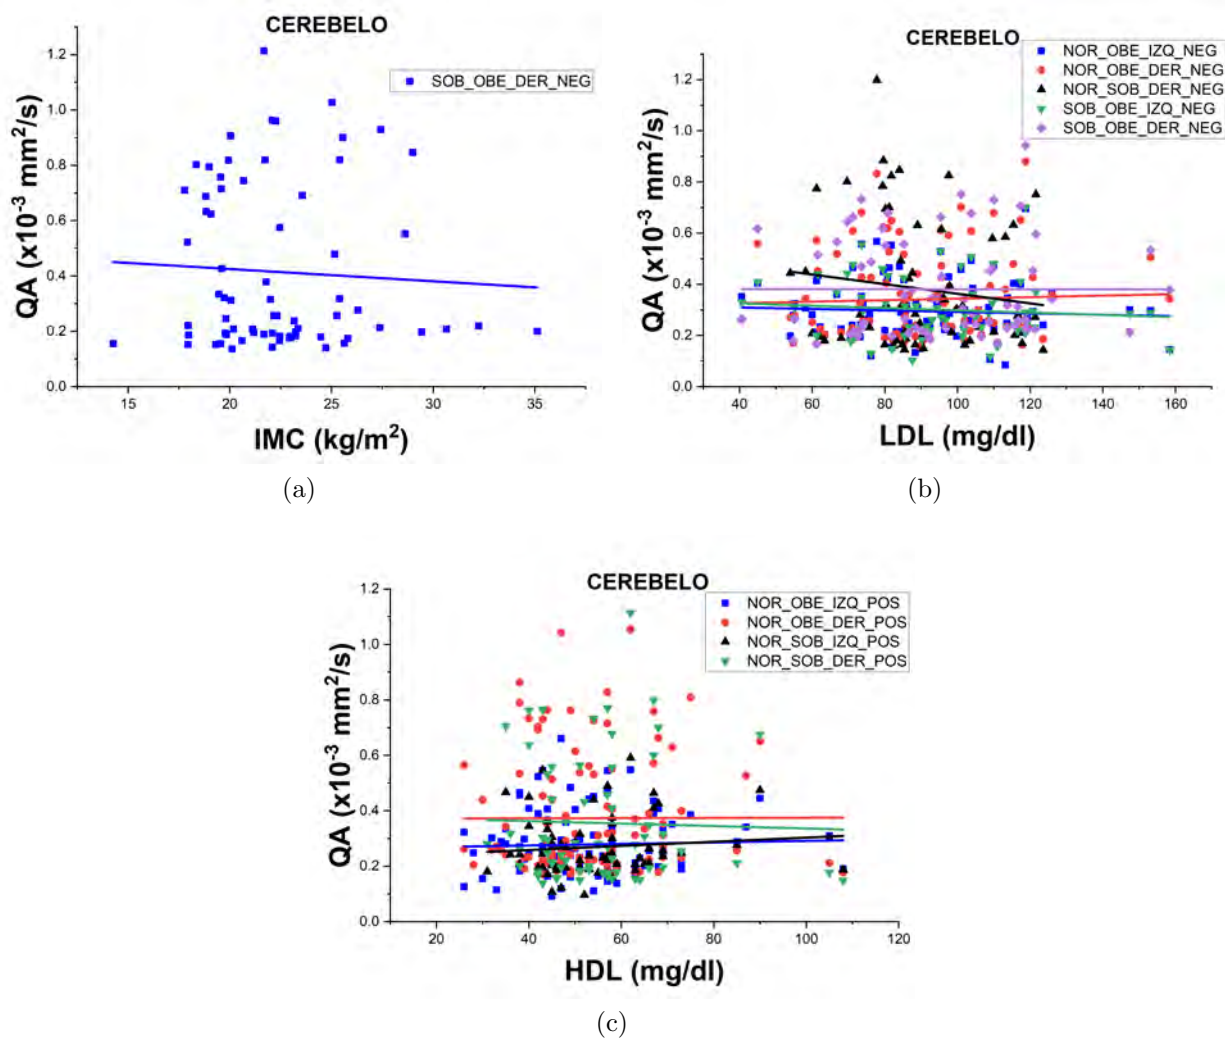 CEREBELO
SOB_OBE_DER_NEG
QA (x10⁻³ mm²/s)
1.2
1.0
0.8
0.6
0.4
0.2
0.0
15 20 25 30 35
IMC (kg/m²)
(a)
CEREBELO
NOR_OBE_IZQ_NEG
NOR_OBE_DER_NEG
NOR_SOB_DER_NEG
SOB_OBE_IZQ_NEG
SOB_OBE_DER_NEG
QA (x10⁻³ mm²/s)
1.2
1.0
0.8
0.6
0.4
0.2
0.0
40 60 80 100 120 140 160
LDL (mg/dl)
(b)
CEREBELO
NOR_OBE_IZQ_POS
NOR_OBE_DER_POS
NOR_SOB_IZQ_POS
NOR_SOB_DER_POS
QA (x10⁻³ mm²/s)
1.2
1.0
0.8
0.6
0.4
0.2
0.0
20 40 60 80 100 120
HDL (mg/dl)
(c)